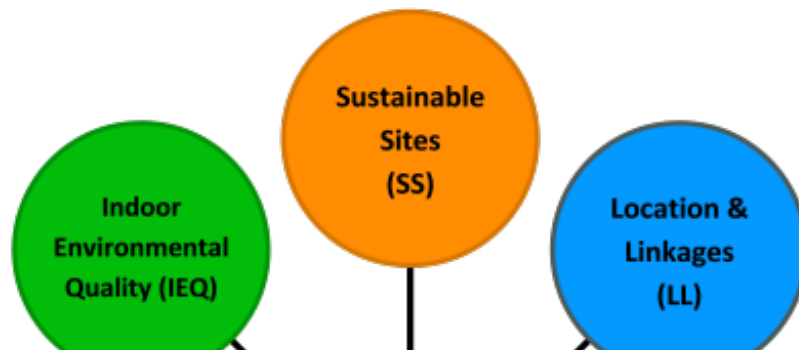 Sustainable
Sites
(SS)
Indoor
Environmental
Quality (IEQ)
Location &
Linkages
(LL)